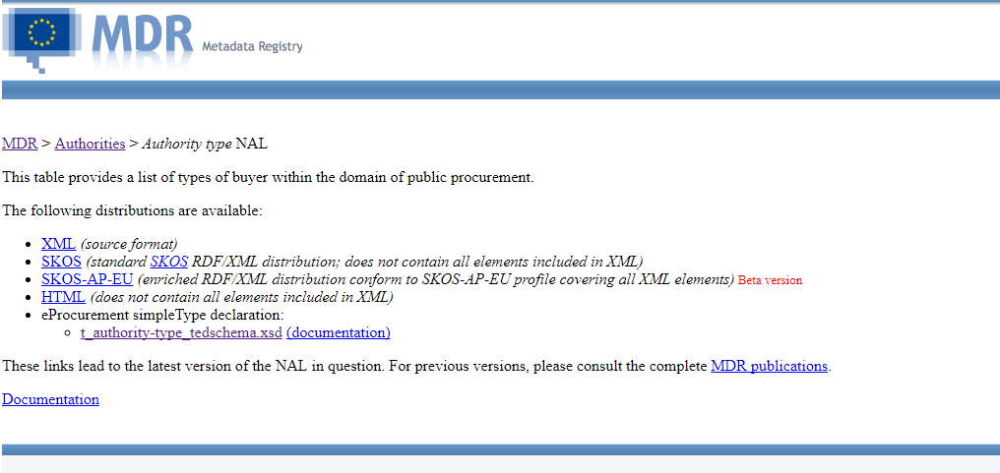 MDR Metadata Registry
MDR > Authorities > Authority type NAL
This table provides a list of types of buyer within the domain of public procurement.
The following distributions are available:
XML (source format)
SKOS (standard SKOS RDF/XML distribution; does not contain all elements included in XML)
SKOS-AP-EU (enriched RDF/XML distribution conform to SKOS-AP-EU profile covering all XML elements) Beta version
HTML (does not contain all elements included in XML)
eProcurement simpleType declaration:
t_authority-type_tedschema.xsd (documentation)
These links lead to the latest version of the NAL in question. For previous versions, please consult the complete MDR publications.
Documentation